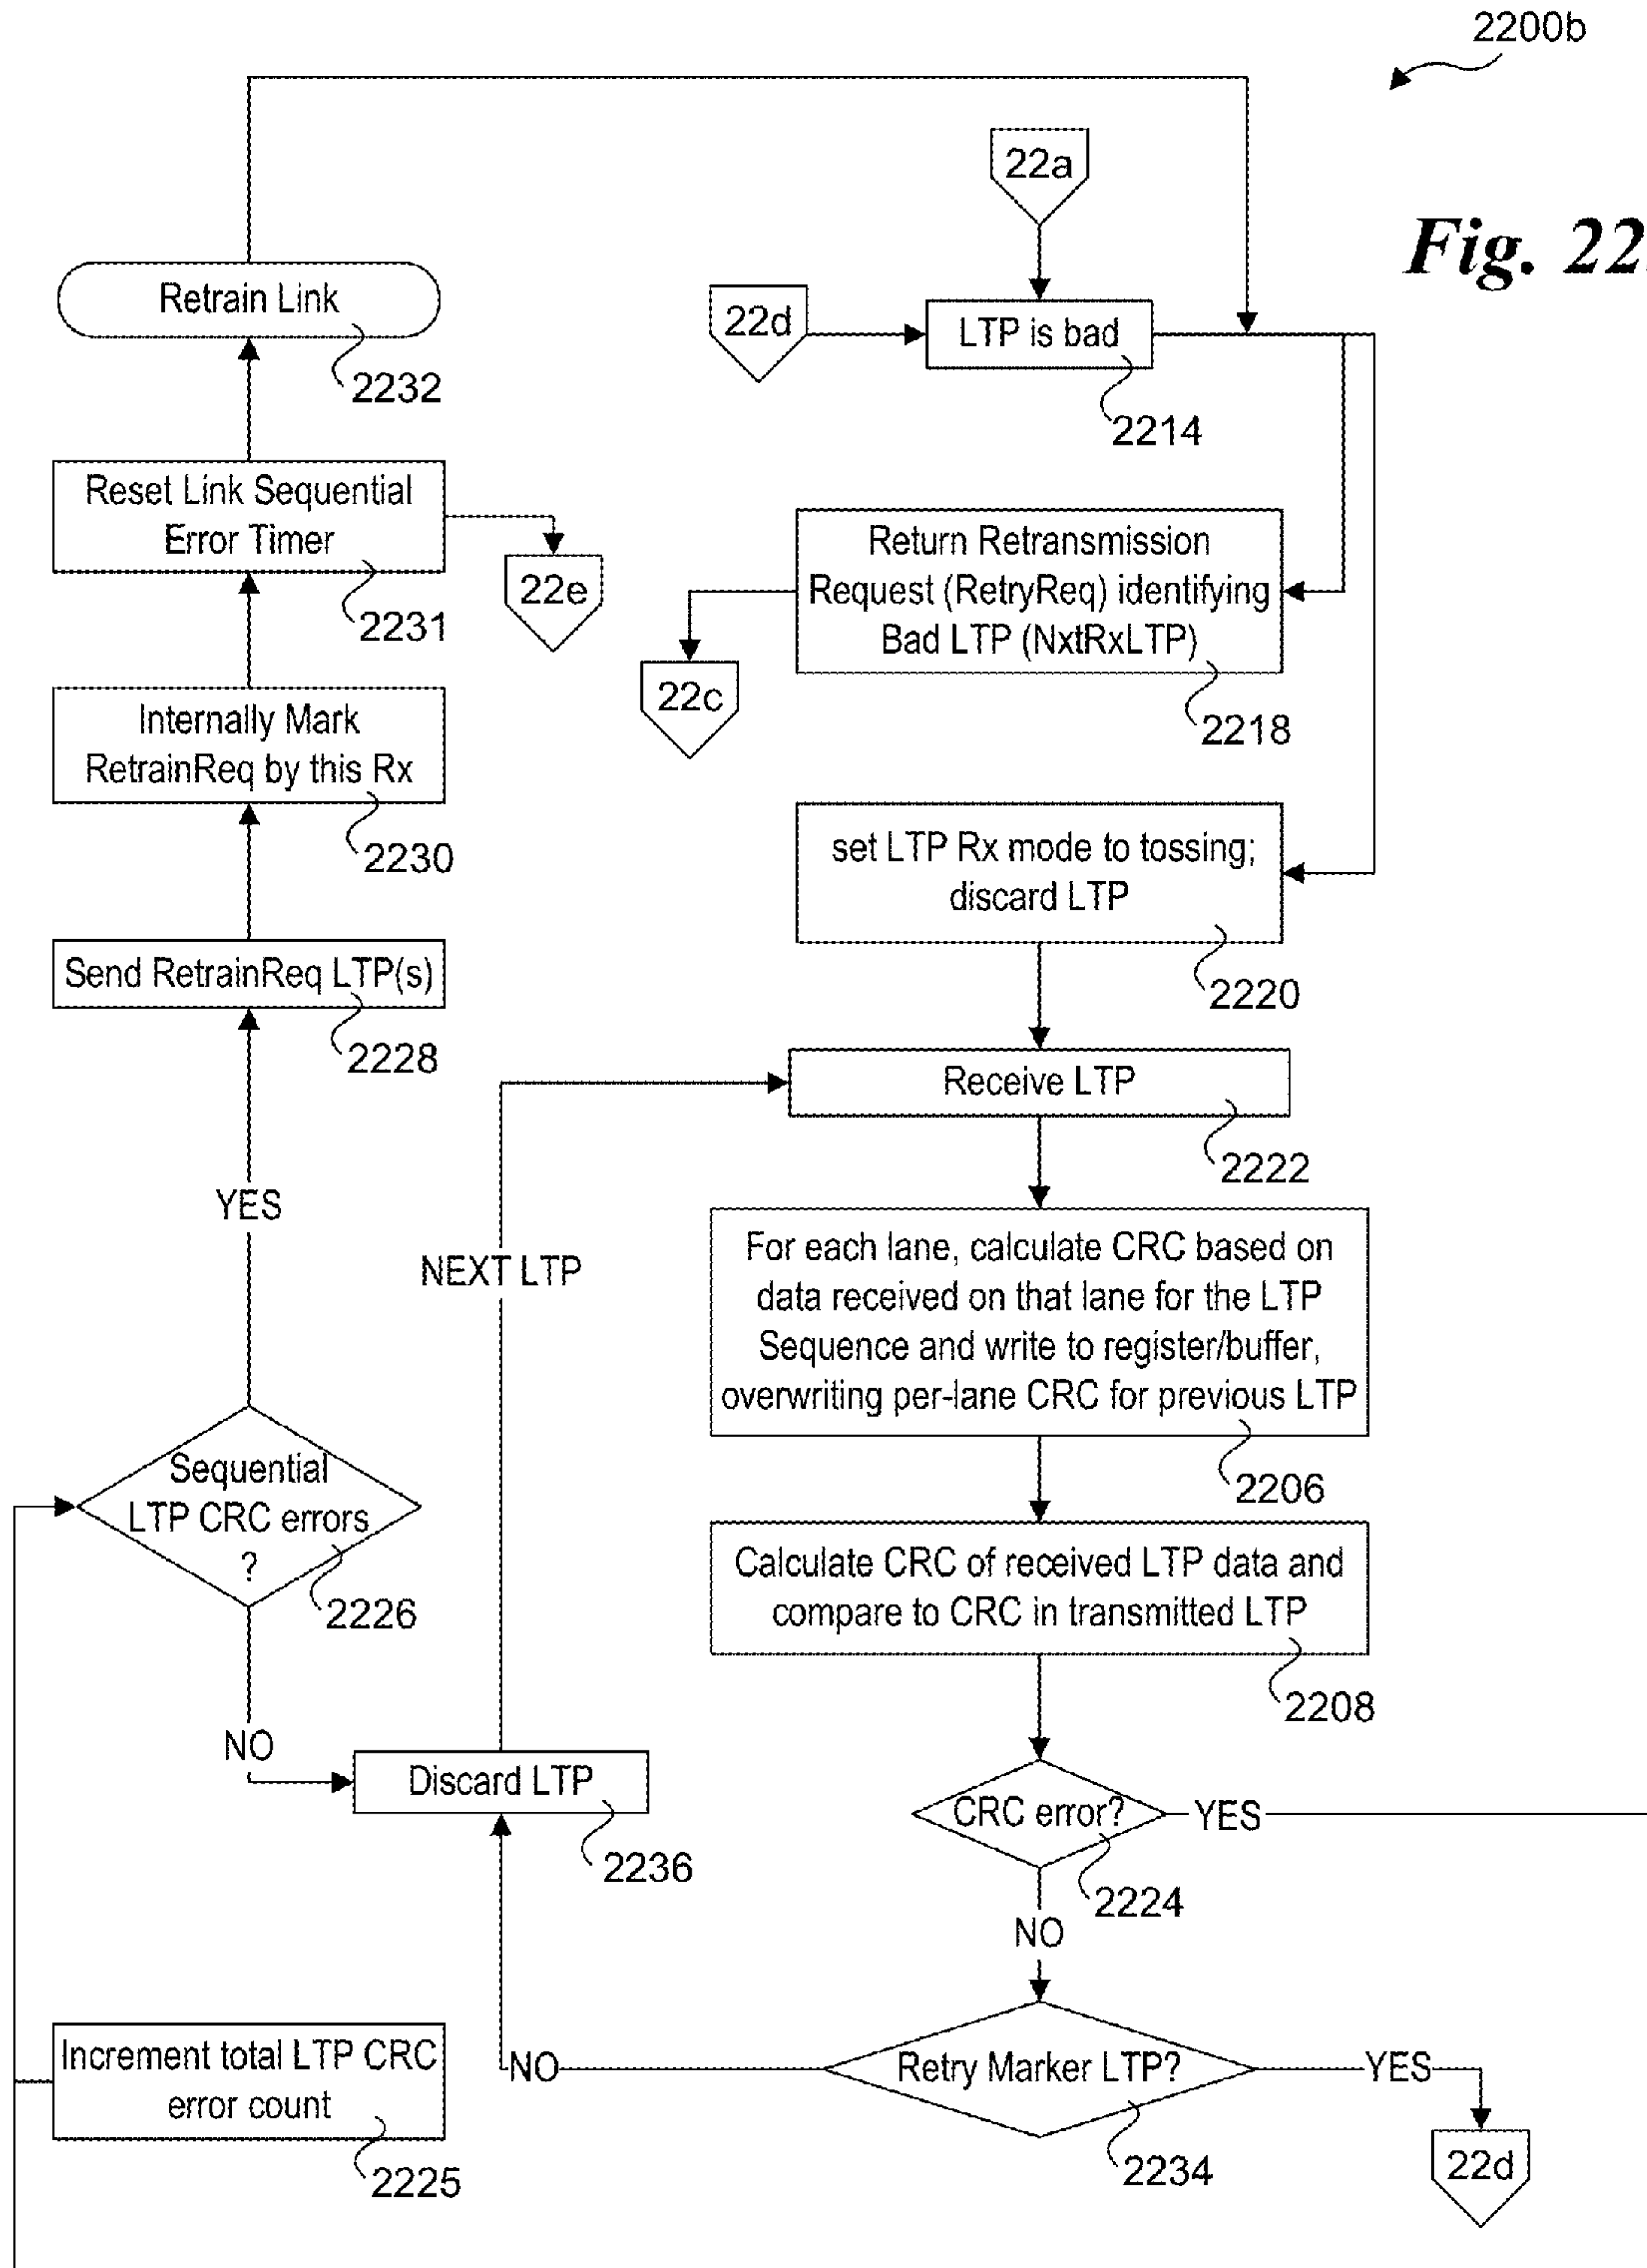 2200b
22a
Fig. 22
Retrain Link
22d
LTP is bad
2232
2214
Reset Link Sequential
Error Timer
Return Retransmission
Request (RetryReq) identifying
Bad LTP (NxtRxLTP)
22e
2231
22c
2218
Internally Mark
RetrainReq by this Rx
2230
set LTP Rx mode to tossing;
discard LTP
2220
Send RetrainReq LTP(s)
2228
Receive LTP
2222
YES
NEXT LTP
For each lane, calculate CRC based on
data received on that lane for the LTP
Sequence and write to register/buffer,
overwriting per-lane CRC for previous LTP
2206
Sequential
LTP CRC errors
?
2226
Calculate CRC of received LTP data and
compare to CRC in transmitted LTP
2208
NO
Discard LTP
2236
CRC error?
YES
2224
NO
Increment total LTP CRC
error count
2225
NO
Retry Marker LTP?
YES
2234
22d